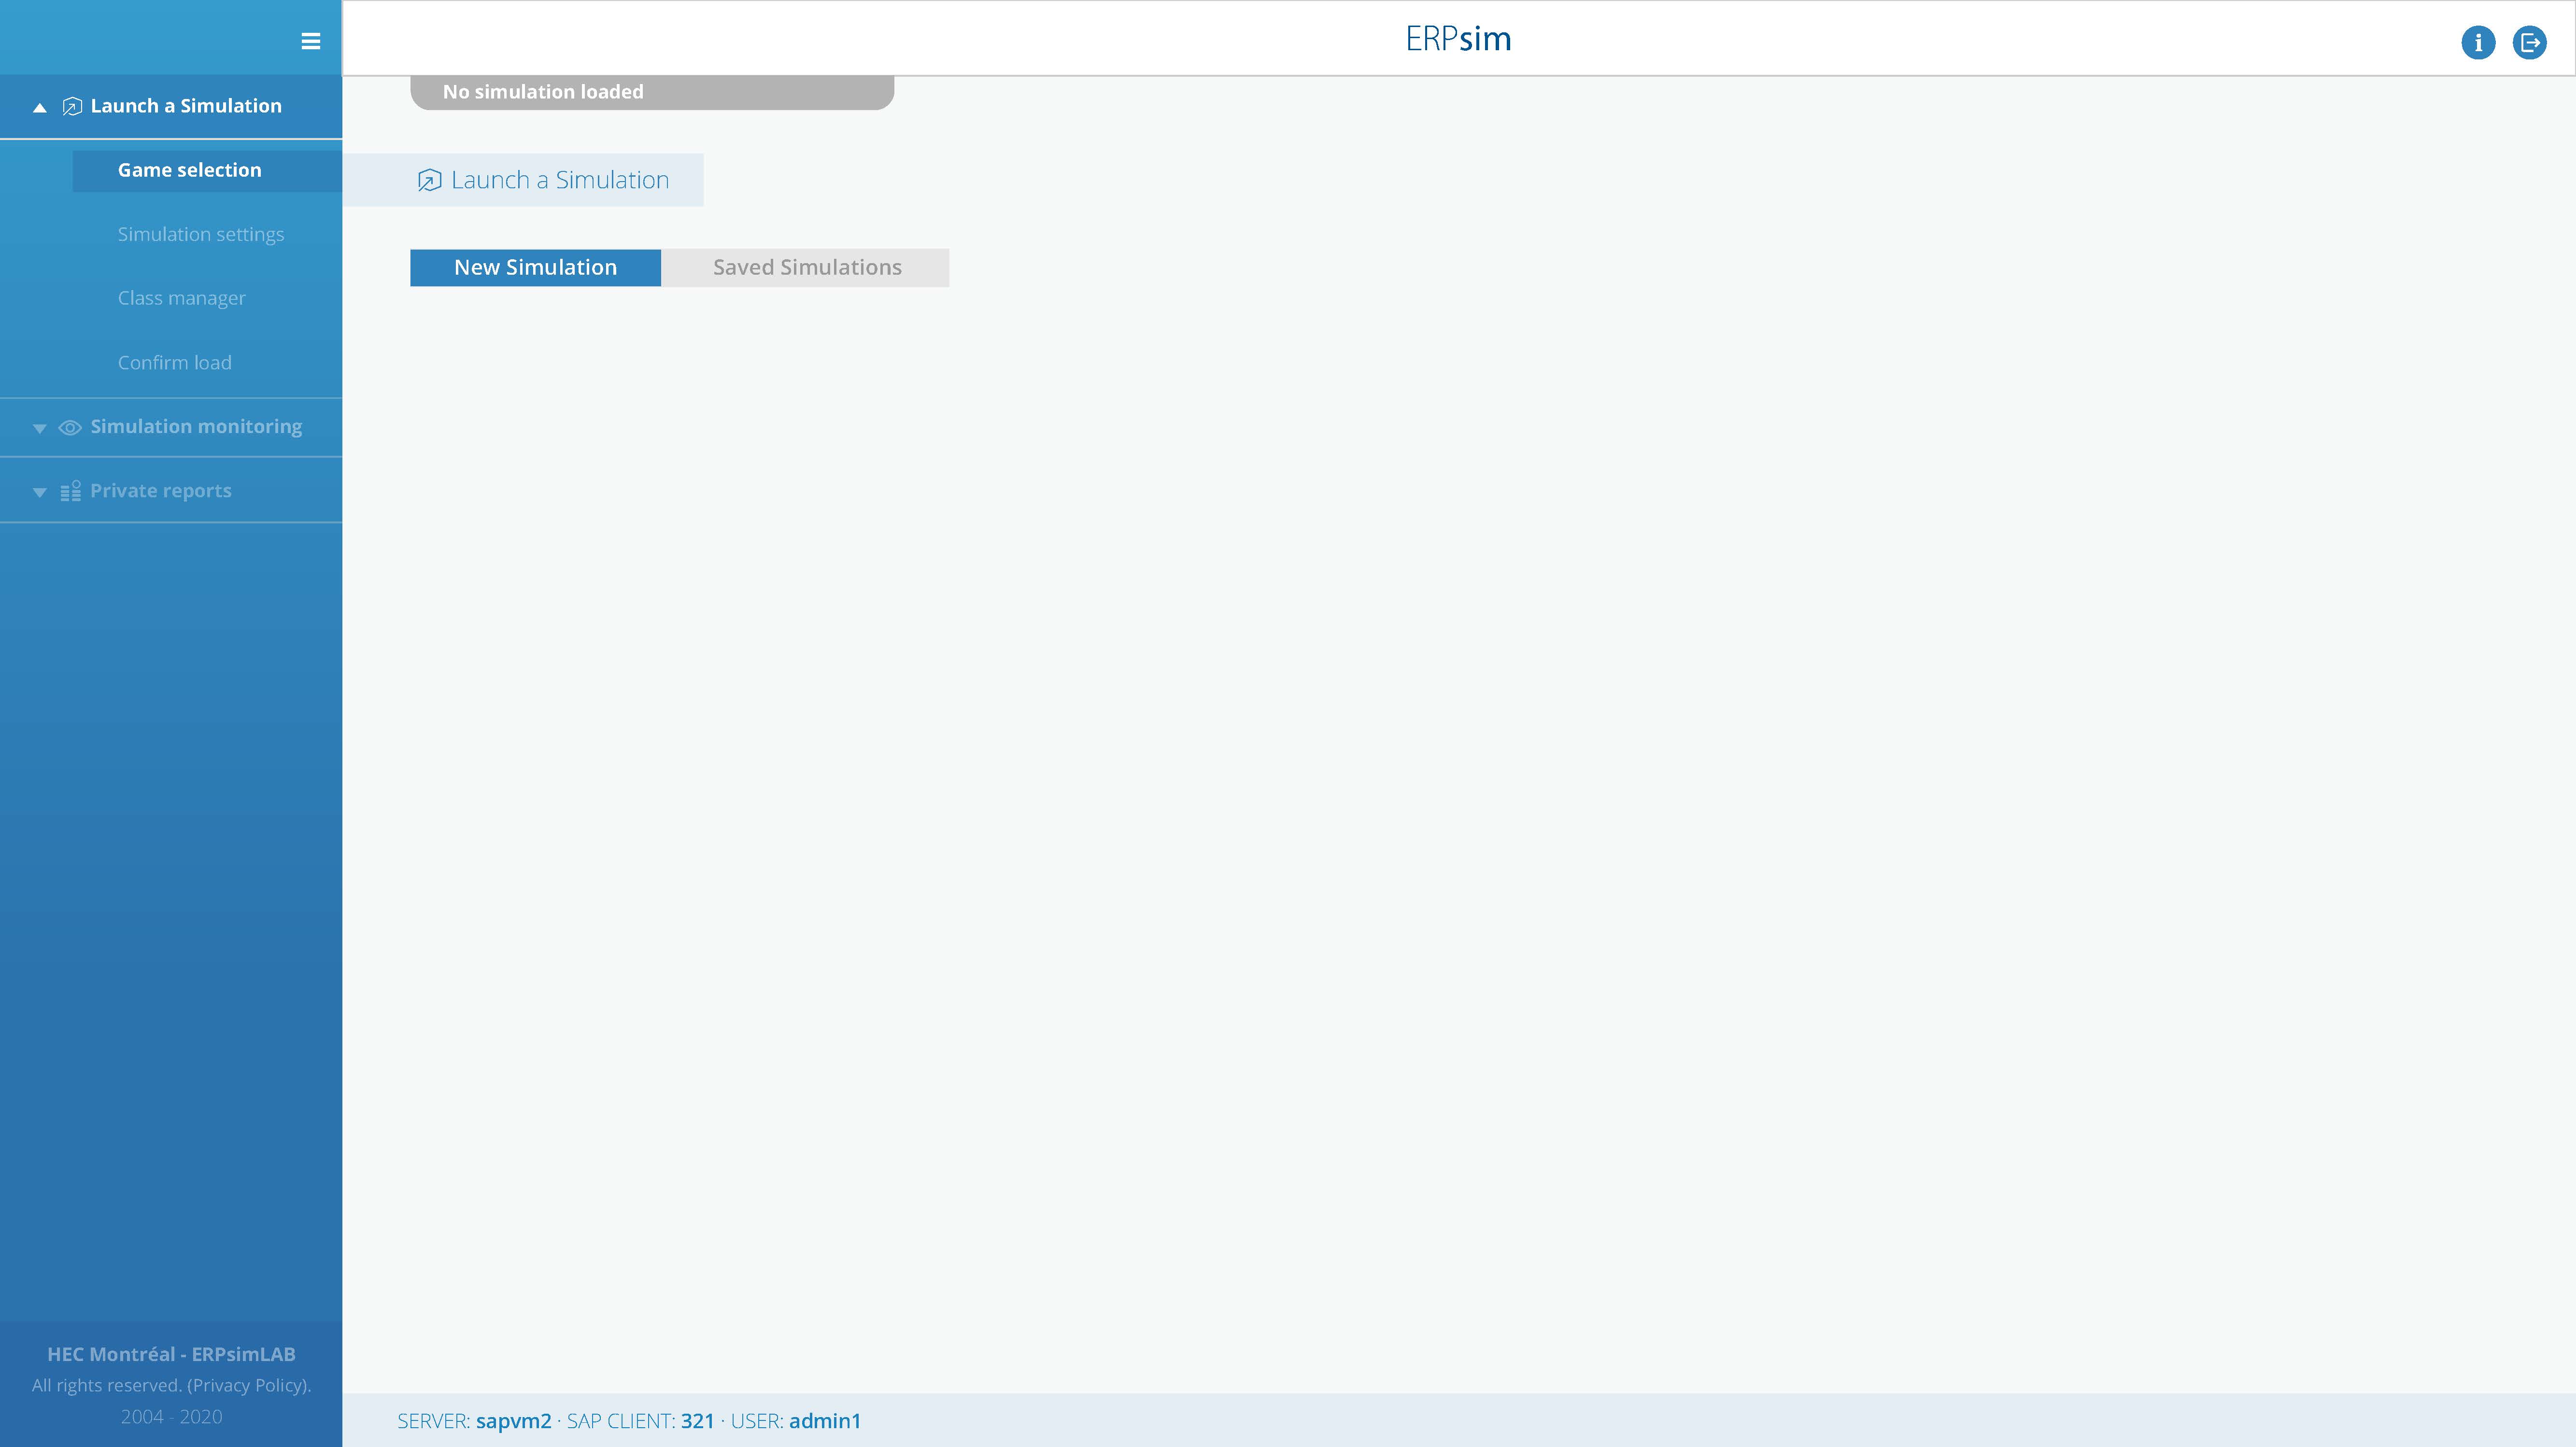 ERPsim
i
Launch a Simulation
Game selection
Simulation settings
Class manager
Confirm load
Simulation monitoring
Private reports
HEC Montréal - ERPsimLAB
All rights reserved. (Privacy Policy).
2004 - 2020
No simulation loaded
Launch a Simulation
New Simulation
Saved Simulations
SERVER: sapvm2 · SAP CLIENT: 321 · USER: admin1